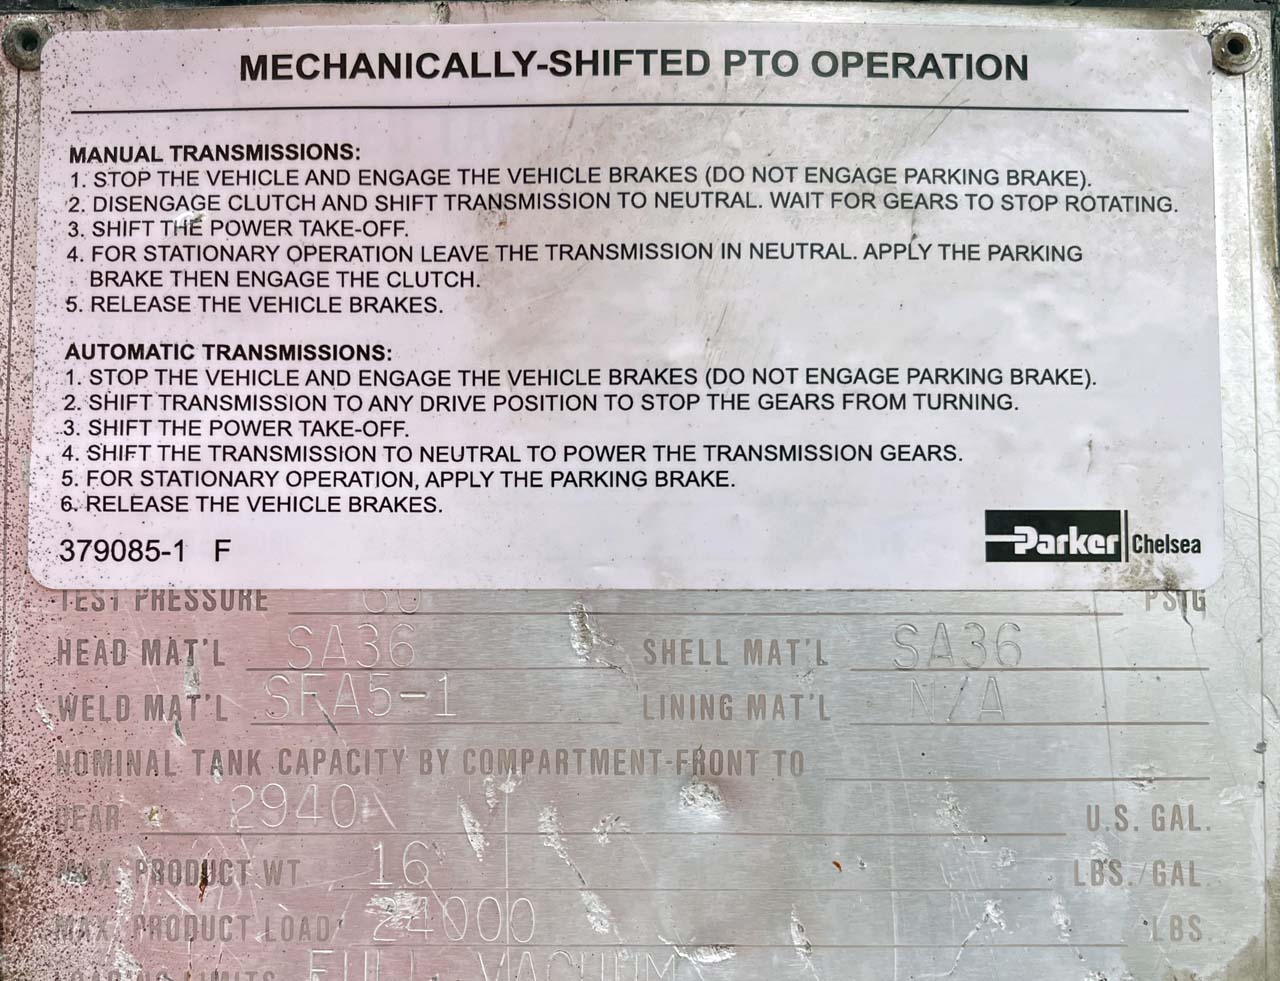 MECHANICALLY-SHIFTED PTO OPERATION
MANUAL TRANSMISSIONS:
1. STOP THE VEHICLE AND ENGAGE THE VEHICLE BRAKES (DO NOT ENGAGE PARKING BRAKE).
2. DISENGAGE CLUTCH AND SHIFT TRANSMISSION TO NEUTRAL. WAIT FOR GEARS TO STOP ROTATING.
3. SHIFT THE POWER TAKE-OFF.
4. FOR STATIONARY OPERATION LEAVE THE TRANSMISSION IN NEUTRAL. APPLY THE PARKING
BRAKE THEN ENGAGE THE CLUTCH.
5. RELEASE THE VEHICLE BRAKES.
AUTOMATIC TRANSMISSIONS:
1. STOP THE VEHICLE AND ENGAGE THE VEHICLE BRAKES (DO NOT ENGAGE PARKING BRAKE).
2. SHIFT TRANSMISSION TO ANY DRIVE POSITION TO STOP THE GEARS FROM TURNING.
3. SHIFT THE POWER TAKE-OFF.
4. SHIFT THE TRANSMISSION TO NEUTRAL TO POWER THE TRANSMISSION GEARS.
5. FOR STATIONARY OPERATION, APPLY THE PARKING BRAKE.
6. RELEASE THE VEHICLE BRAKES.
379085-1 F
Parker Chelsea
TEST PRESSURE PSIG
HEAD MAT'L SA36 SHELL MAT'L SA36
WELD MAT'L SFA5-1 LINING MAT'L N/A
NOMINAL TANK CAPACITY BY COMPARTMENT-FRONT TO
REAR 2940 U.S. GAL.
MAX. PRODUCT WT 16 LBS./GAL.
MAX. PRODUCT LOAD 24000 LBS.
LOADING LIMITS FULL VACUUM